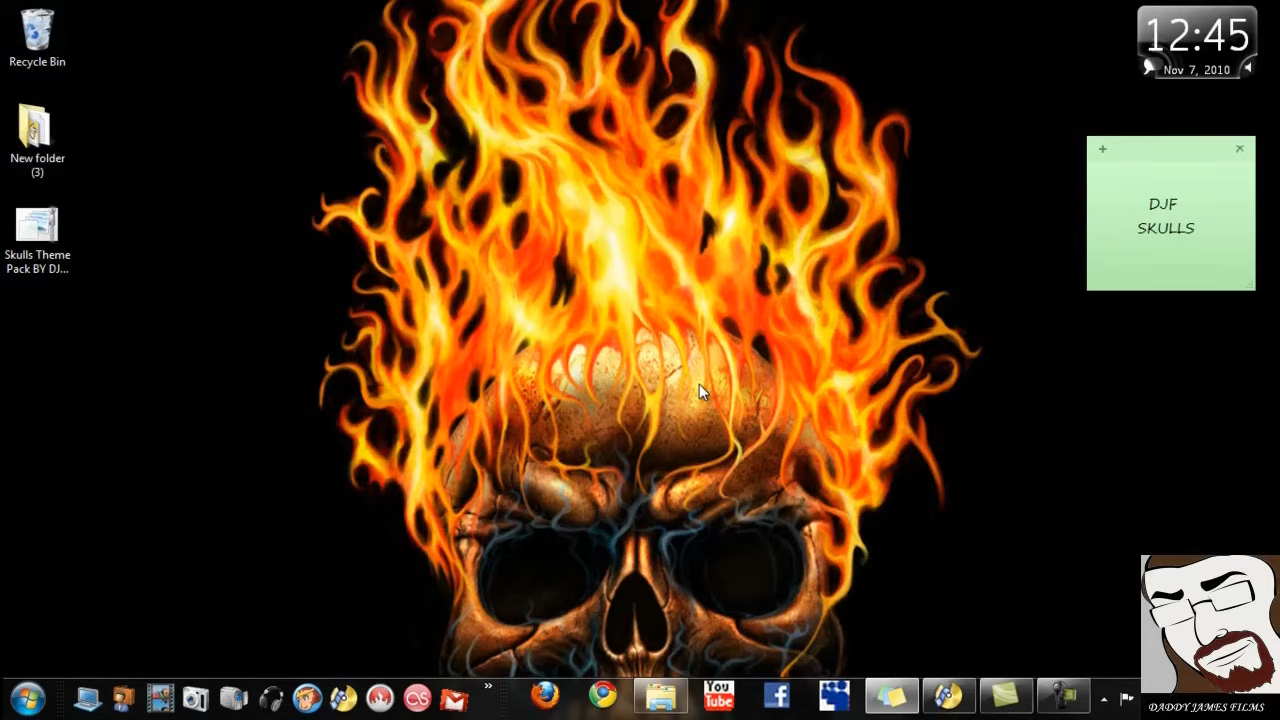 Recycle Bin
New folder
(3)
Skulls Theme
Pack BY DJ...
12:45
Nov 7, 2010
DJF
SKULLS
You
Tube
DADDY JAMES FILMS